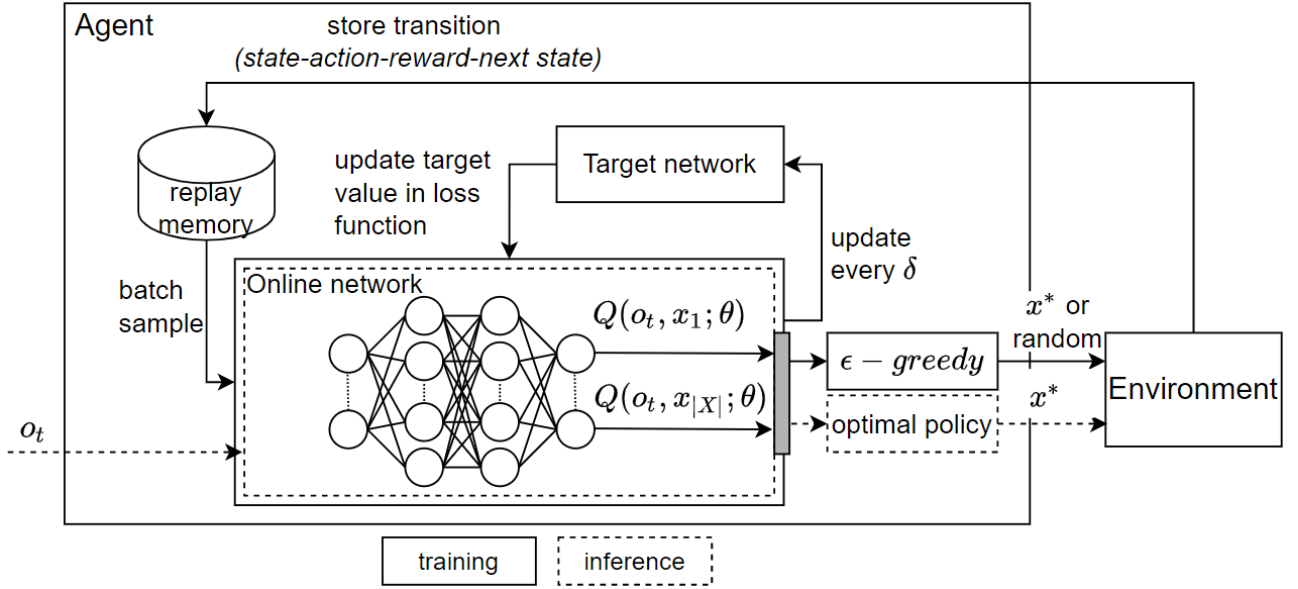 Agent
store transition
(state-action-reward-next state)
replay
memory
update target
value in loss
function
Target network
update
every δ
batch
sample
Online network
Q(o_t, x_1; θ)
Q(o_t, x_{|X|}; θ)
ϵ − greedy
optimal policy
x* or
random
x*
Environment
o_t
training
inference